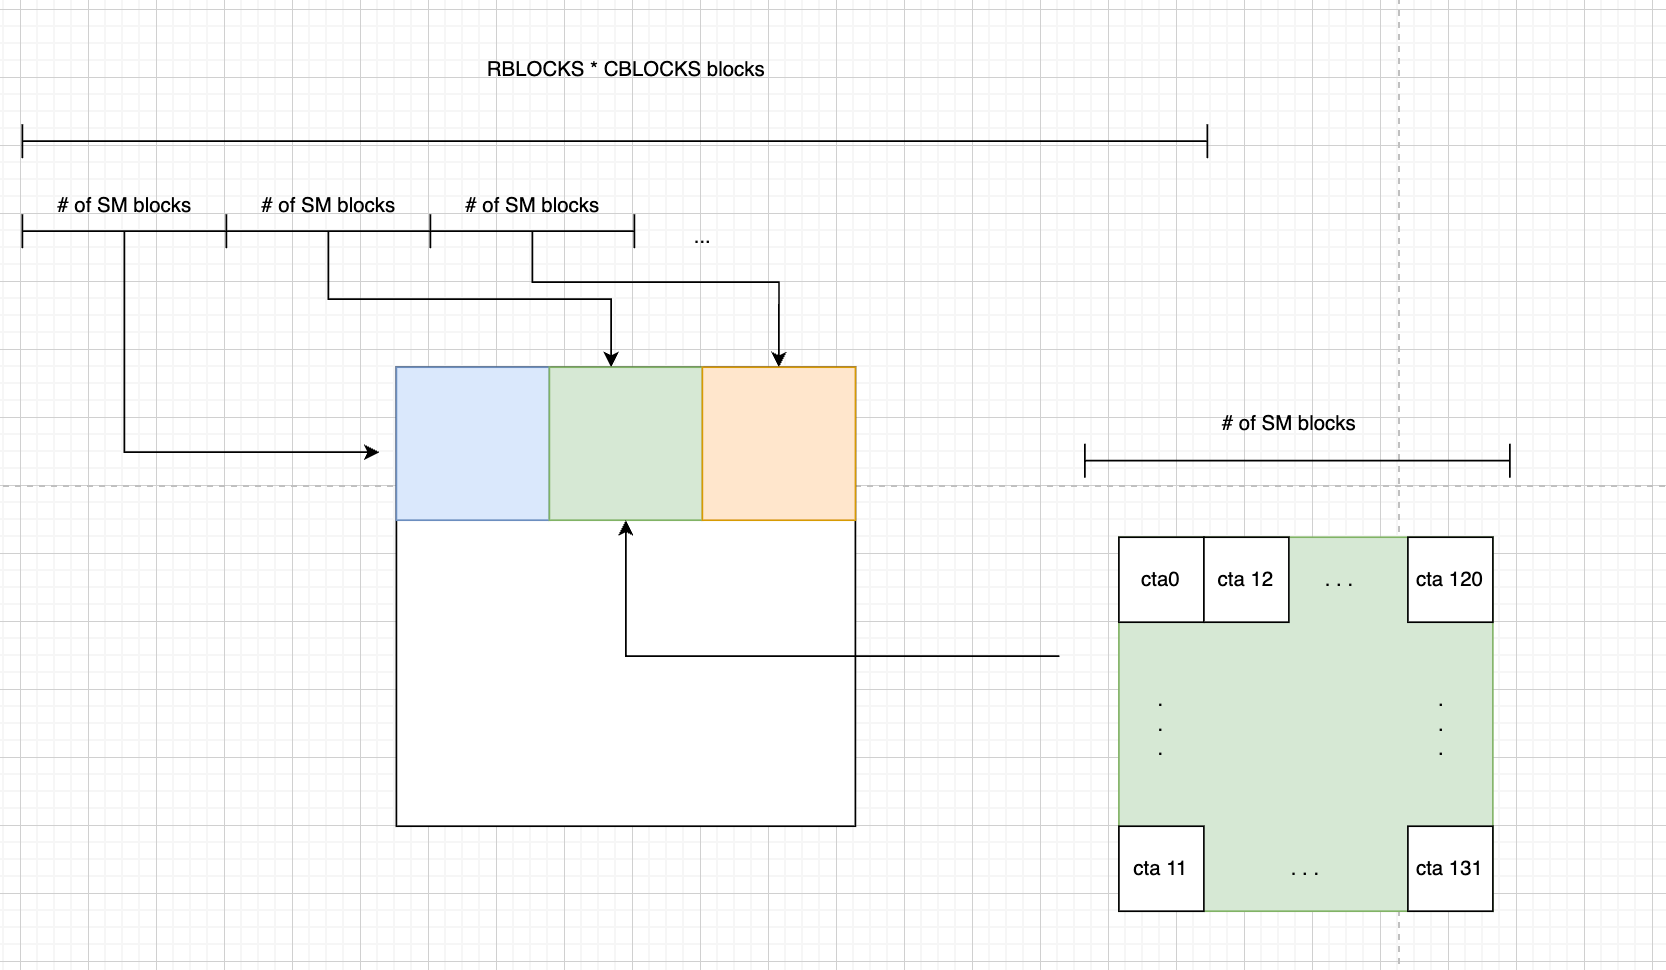 RBLOCKS * CBLOCKS blocks
# of SM blocks
# of SM blocks
# of SM blocks
...
# of SM blocks
cta0
cta 12
. . .
cta 120
.
.
.
.
.
.
cta 11
. . .
cta 131